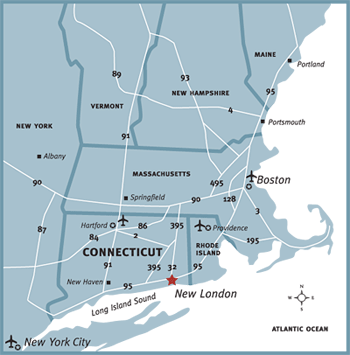 MAINE
Portland
89
93
NEW HAMPSHIRE
95
VERMONT
4
Portsmouth
NEW YORK
91
Albany
MASSACHUSETTS
Boston
90
495
Springfield
90
128
3
Hartford
86
395
Providence
87
84
2
195
CONNECTICUT
RHODE
ISLAND
91
395
32
95
New Haven
95
New London
Long Island Sound
N
W
E
S
ATLANTIC OCEAN
New York City